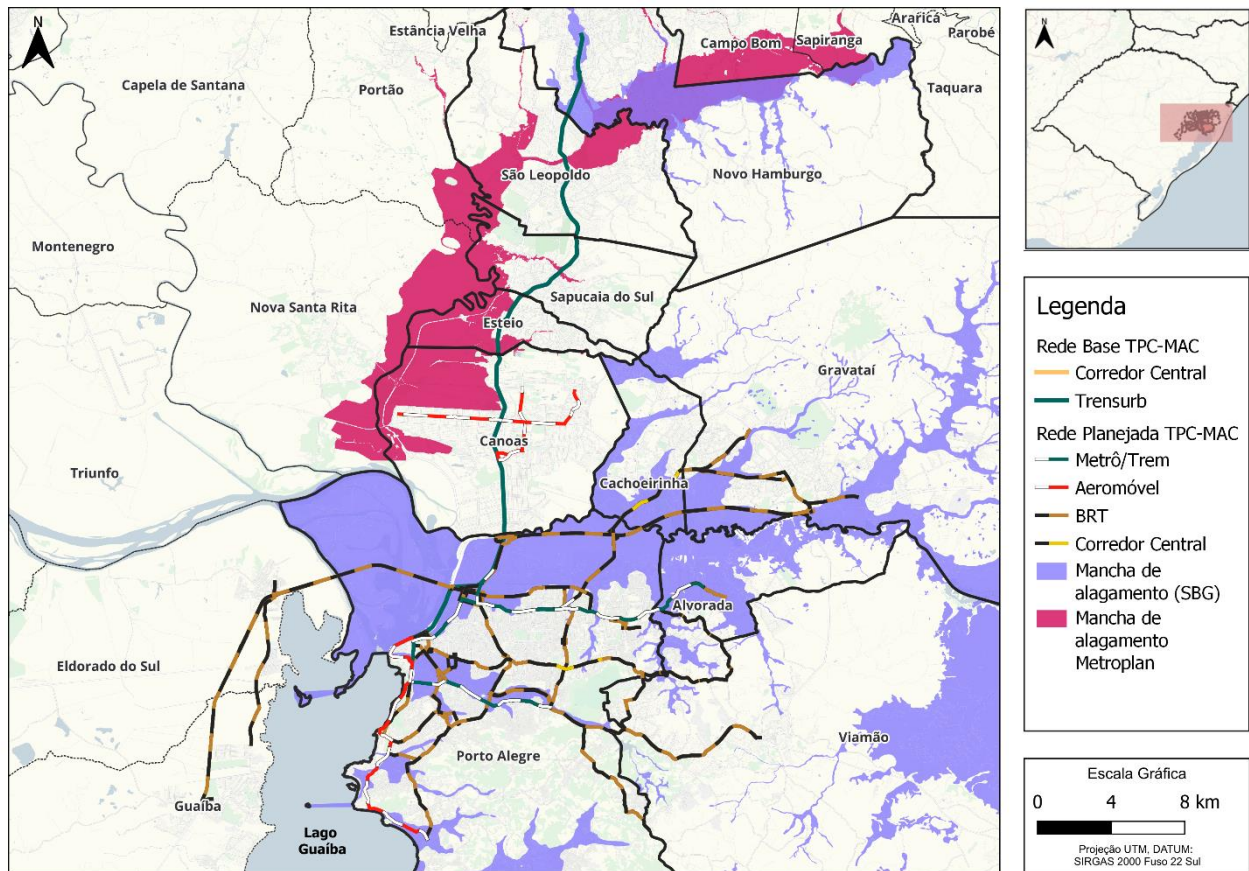 N
Estância Velha
Araricá
Parobé
Campo Bom
Sapiranga
Capela de Santana
Portão
Taquara
São Leopoldo
Novo Hamburgo
Montenegro
Nova Santa Rita
Sapucaia do Sul
Esteio
Gravataí
Canoas
Triunfo
Cachoeirinha
Alvorada
Eldorado do Sul
Viamão
Porto Alegre
Guaíba
Lago
Guaíba
N
Legenda
Rede Base TPC-MAC
Corredor Central
Trensurb
Rede Planejada TPC-MAC
Metrô/Trem
Aeromóvel
BRT
Corredor Central
Mancha de
alagamento (SBG)
Mancha de
alagamento
Metroplan
Escala Gráfica
0 4 8 km
Projeção UTM, DATUM:
SIRGAS 2000 Fuso 22 Sul